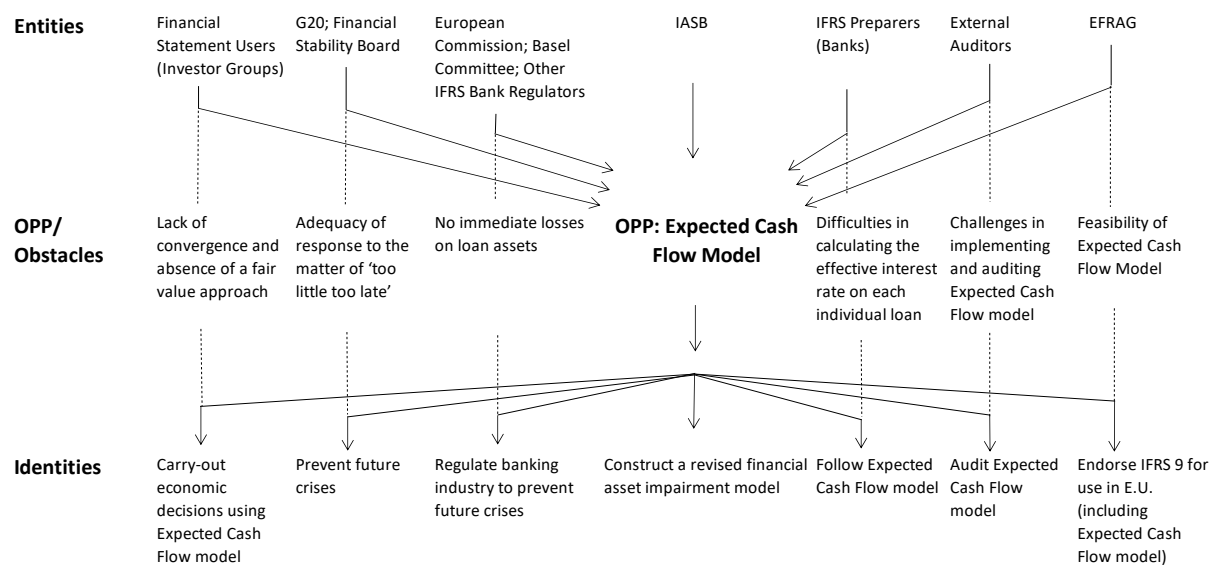 Entities
Financial
Statement Users
(Investor Groups)
G20; Financial
Stability Board
European
Commission; Basel
Committee; Other
IFRS Bank Regulators
IASB
IFRS Preparers
(Banks)
External
Auditors
EFRAG
OPP/
Obstacles
Lack of
convergence and
absence of a fair
value approach
Adequacy of
response to the
matter of ‘too
little too late’
No immediate losses
on loan assets
OPP: Expected Cash
Flow Model
Difficulties in
calculating the
effective interest
rate on each
individual loan
Challenges in
implementing
and auditing
Expected Cash
Flow model
Feasibility of
Expected Cash
Flow Model
Identities
Carry-out
economic
decisions using
Expected Cash
Flow model
Prevent future
crises
Regulate banking
industry to prevent
future crises
Construct a revised financial
asset impairment model
Follow Expected
Cash Flow model
Audit Expected
Cash Flow
model
Endorse IFRS 9 for
use in E.U.
(including
Expected Cash
Flow model)